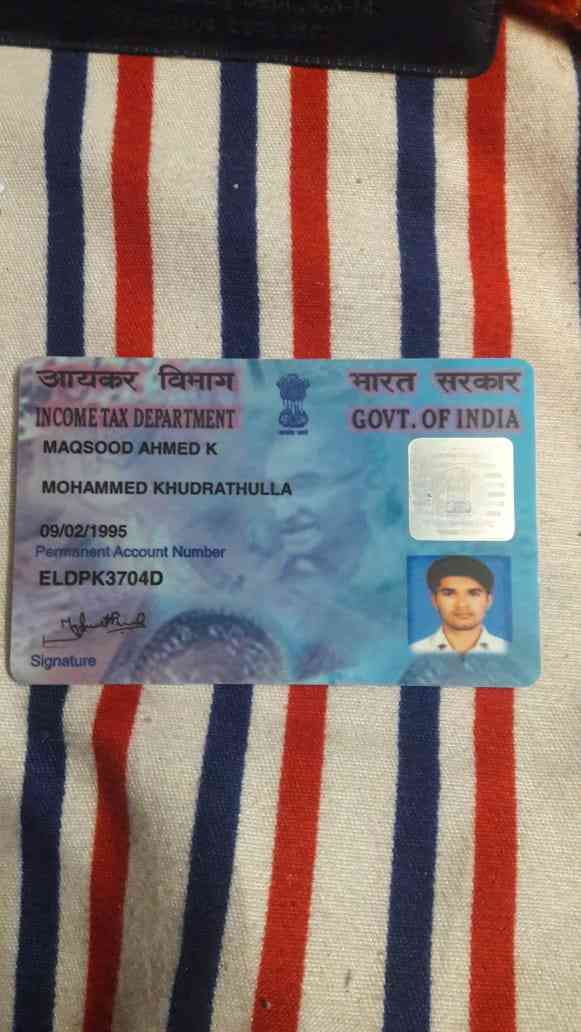 आयकर विभाग
भारत सरकार
INCOME TAX DEPARTMENT
GOVT. OF INDIA
MAQSOOD AHMED K
MOHAMMED KHUDRATHULLA
09/02/1995
Permanent Account Number
ELDPK3704D
Signature